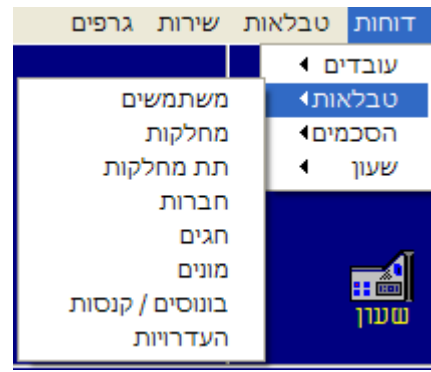 דוחות טבלאות שירות גרפים
עובדים
טבלאות
הסכמים
שעון
משתמשים
מחלקות
תת מחלקות
חברות
חגים
מונים
בונוסים / קנסות
העדרויות
שעון